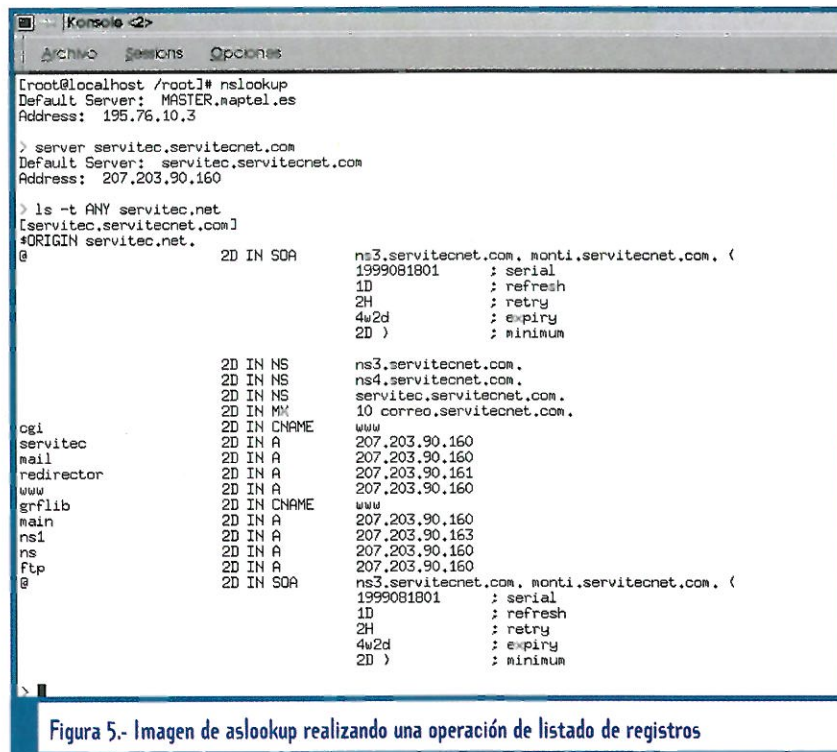 Konsole <2>
Archivo Sessions Opciones
[root@localhost /root]# nslookup
Default Server: MASTER.maptel.es
Address: 195.76.10.3
> server servitec.servitecnet.com
Default Server: servitec.servitecnet.com
Address: 207.203.90.160
> ls -t ANY servitec.net
[servitec.servitecnet.com]
$ORIGIN servitec.net.
@ 2D IN SOA ns3.servitecnet.com. monti.servitecnet.com. (
1999081801 ; serial
1D ; refresh
2H ; retry
4w2d ; expiry
2D ) ; minimum
2D IN NS ns3.servitecnet.com.
2D IN NS ns4.servitecnet.com.
2D IN NS servitec.servitecnet.com.
2D IN MX 10 correo.servitecnet.com.
cgi 2D IN CNAME www
servitec 2D IN A 207.203.90.160
mail 2D IN A 207.203.90.160
redirector 2D IN A 207.203.90.161
www 2D IN A 207.203.90.160
grflib 2D IN CNAME www
main 2D IN A 207.203.90.160
ns1 2D IN A 207.203.90.163
ns 2D IN A 207.203.90.160
ftp 2D IN A 207.203.90.160
@ 2D IN SOA ns3.servitecnet.com. monti.servitecnet.com. (
1999081801 ; serial
1D ; refresh
2H ; retry
4w2d ; expiry
2D ) ; minimum
>
Figura 5.- Imagen de aslookup realizando una operación de listado de registros